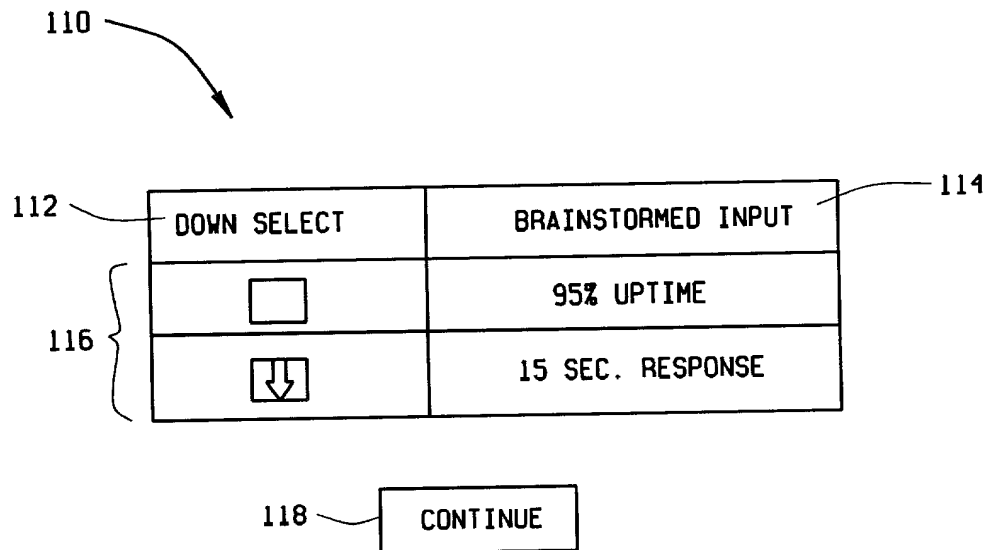 110
112
DOWN SELECT
BRAINSTORMED INPUT
114
116
95% UPTIME
15 SEC. RESPONSE
118
CONTINUE